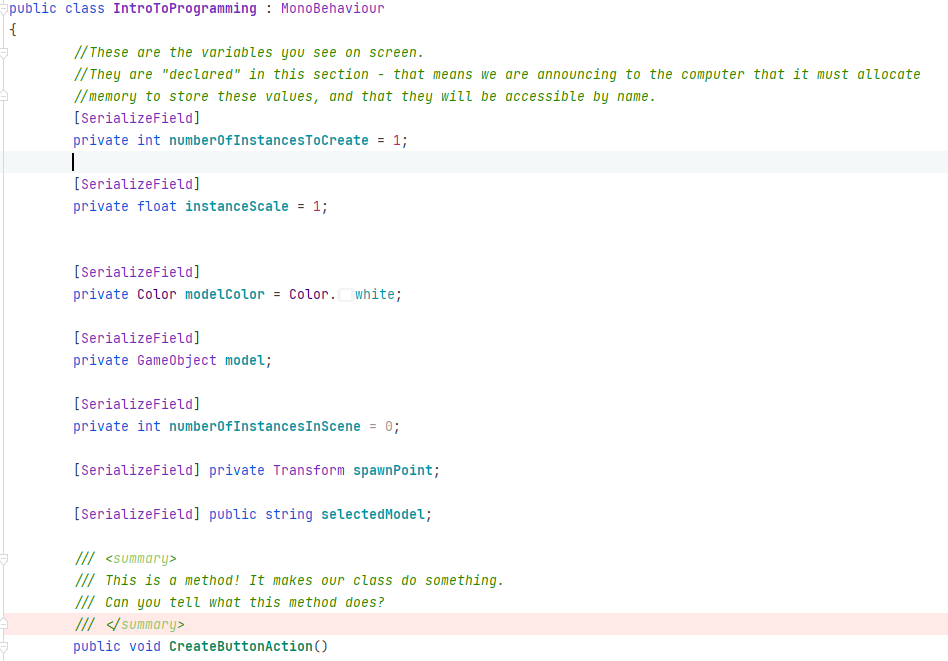 public class IntroToProgramming : MonoBehaviour
{
//These are the variables you see on screen.
//They are "declared" in this section - that means we are announcing to the computer that it must allocate
//memory to store these values, and that they will be accessible by name.
[SerializeField]
private int numberOfInstancesToCreate = 1;
[SerializeField]
private float instanceScale = 1;
[SerializeField]
private Color modelColor = Color.white;
[SerializeField]
private GameObject model;
[SerializeField]
private int numberOfInstancesInScene = 0;
[SerializeField] private Transform spawnPoint;
[SerializeField] public string selectedModel;
/// <summary>
/// This is a method! It makes our class do something.
/// Can you tell what this method does?
/// </summary>
public void CreateButtonAction()